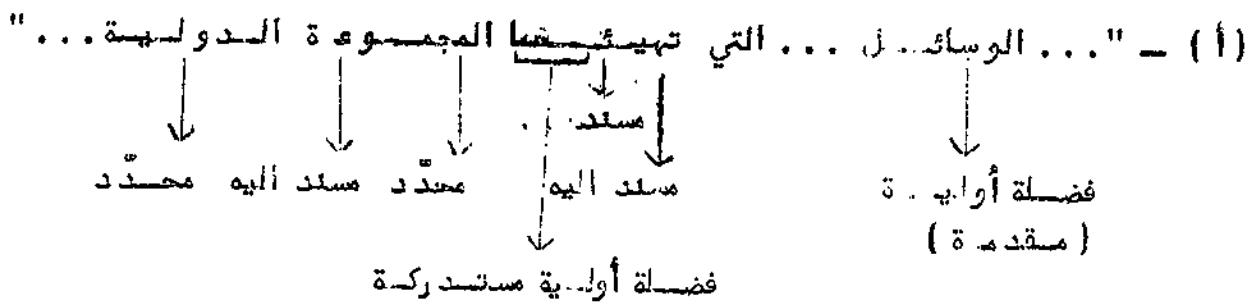 (أ) – "... الوسائل ... التي تهيئها المجموعة الدولية..."
مسند
فضلة أولية مسند اليه محدّد مسند اليه محدّد
(مقدمة)
فضلة أولية مستدركة